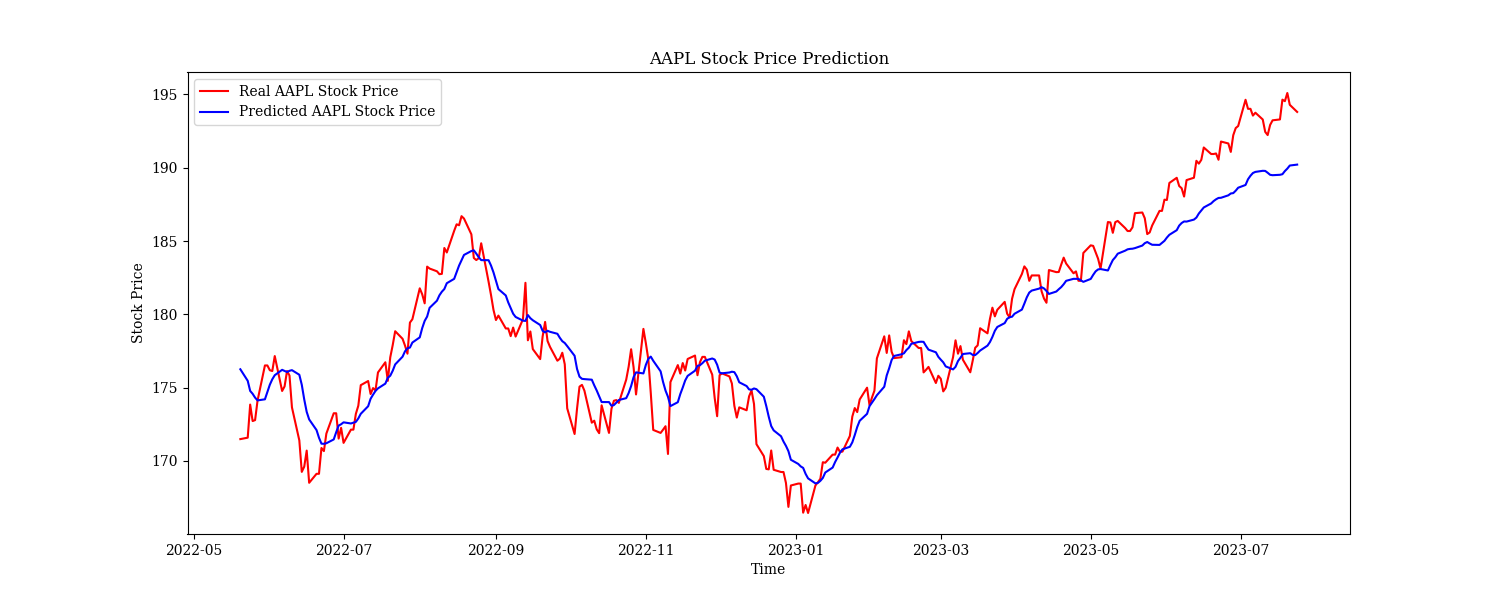 AAPL Stock Price Prediction
Real AAPL Stock Price
Predicted AAPL Stock Price
195
190
185
180
175
170
Stock Price
2022-05 2022-07 2022-09 2022-11 2023-01 2023-03 2023-05 2023-07
Time